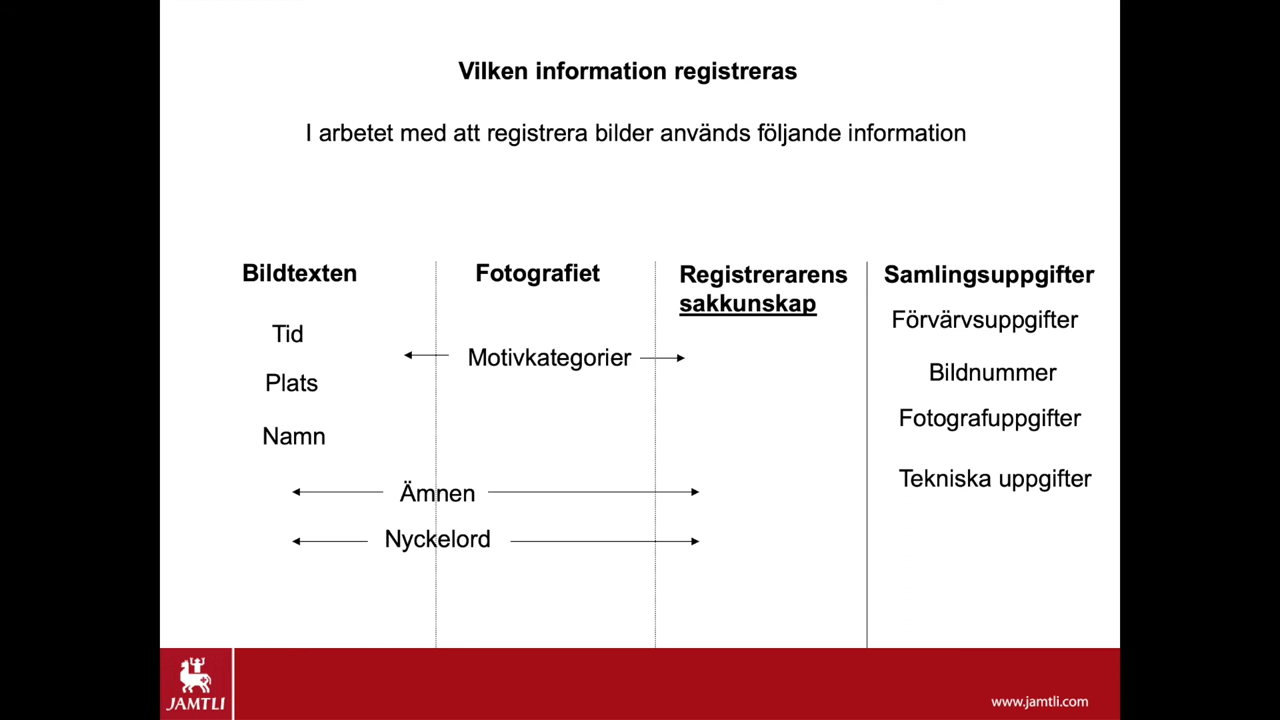 Vilken information registreras
I arbetet med att registrera bilder används följande information
Bildtexten
Tid
Plats
Namn
Fotografiet
Motivkategorier
Ämnen
Nyckelord
Registrerarens
sakkunskap
Samlingsuppgifter
Förvärvsuppgifter
Bildnummer
Fotografuppgifter
Tekniska uppgifter
JAMTLI
www.jamtli.com